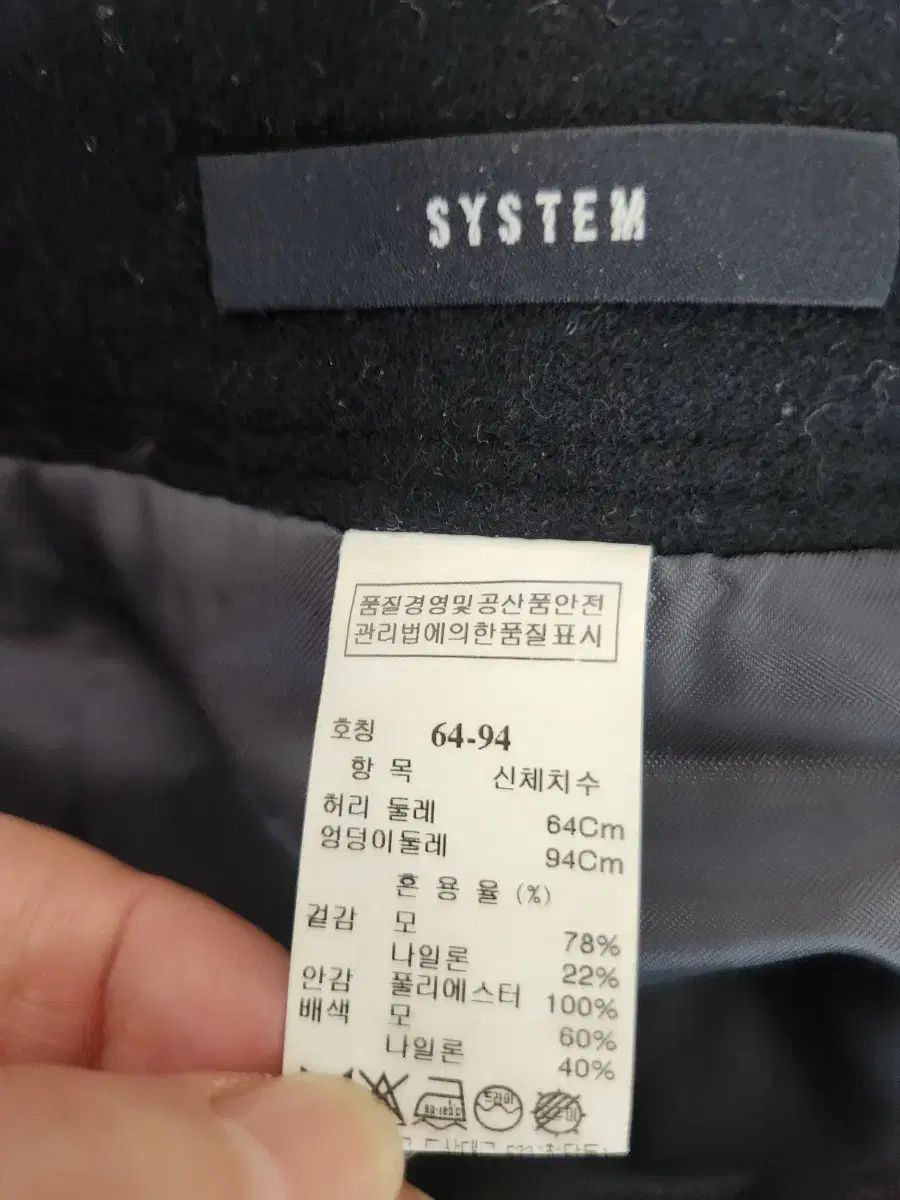 SYSTEM
품질경영및공산품안전
관리법에의한품질표시
호칭 64-94
항 목 신체치수
허리 둘레 64Cm
엉덩이둘레 94Cm
혼 용 율 (%)
겉감 모 78%
나일론 22%
안감 폴리에스터 100%
배색 모 60%
나일론 40%
드라이